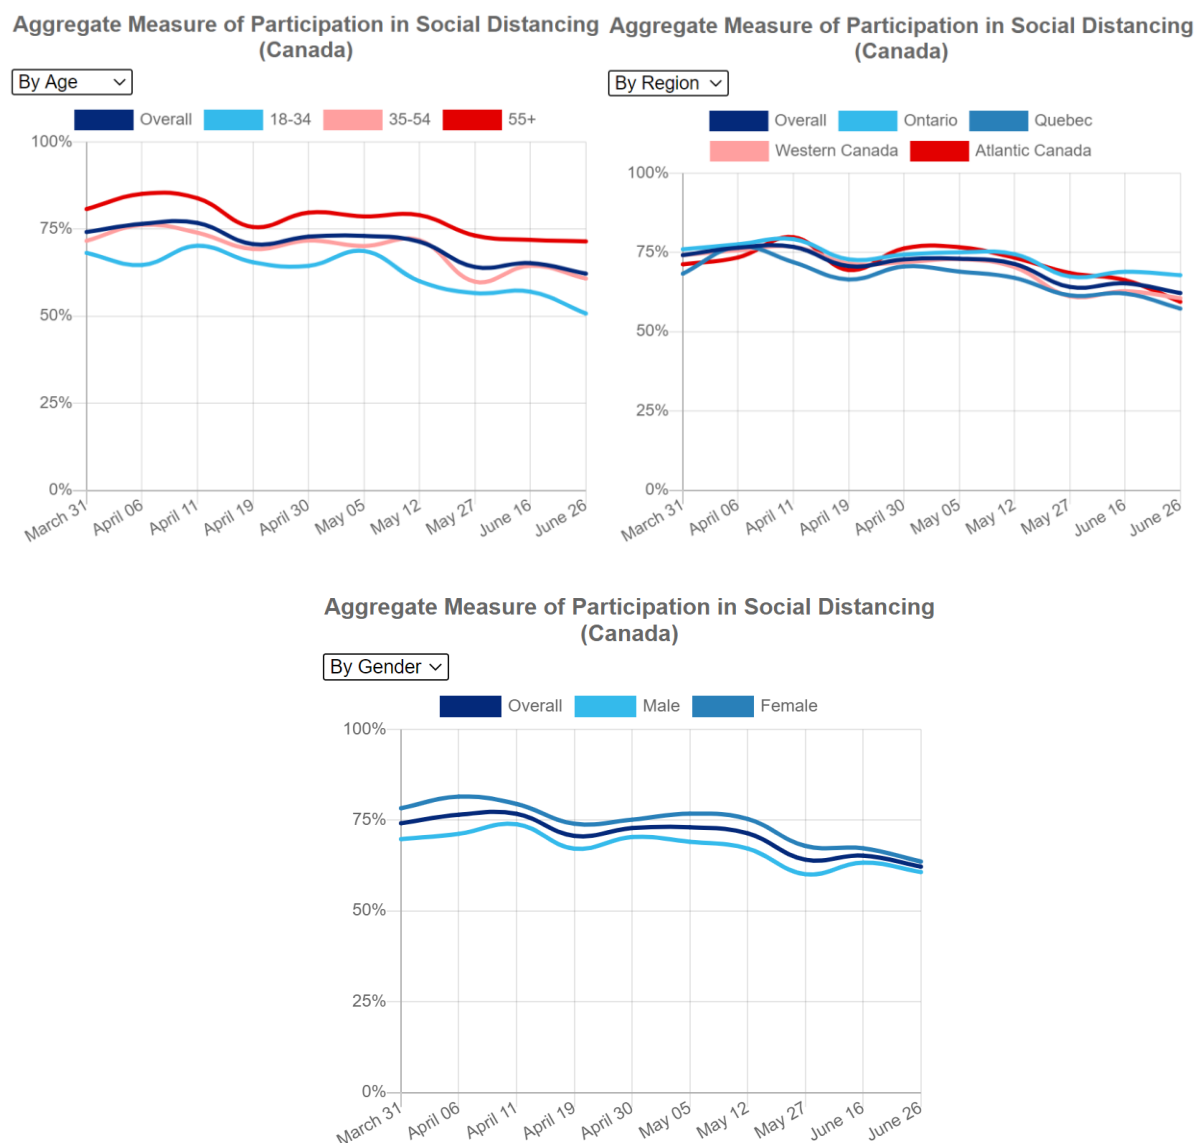 Aggregate Measure of Participation in Social Distancing
(Canada)
By Age
Overall 18-34 35-54 55+
100%
75%
50%
25%
0%
March 31 April 06 April 11 April 19 April 30 May 05 May 12 May 27 June 16 June 26
Aggregate Measure of Participation in Social Distancing
(Canada)
By Region
Overall Ontario Quebec
Western Canada Atlantic Canada
100%
75%
50%
25%
0%
March 31 April 06 April 11 April 19 April 30 May 05 May 12 May 27 June 16 June 26
Aggregate Measure of Participation in Social Distancing
(Canada)
By Gender
Overall Male Female
100%
75%
50%
25%
0%
March 31 April 06 April 11 April 19 April 30 May 05 May 12 May 27 June 16 June 26